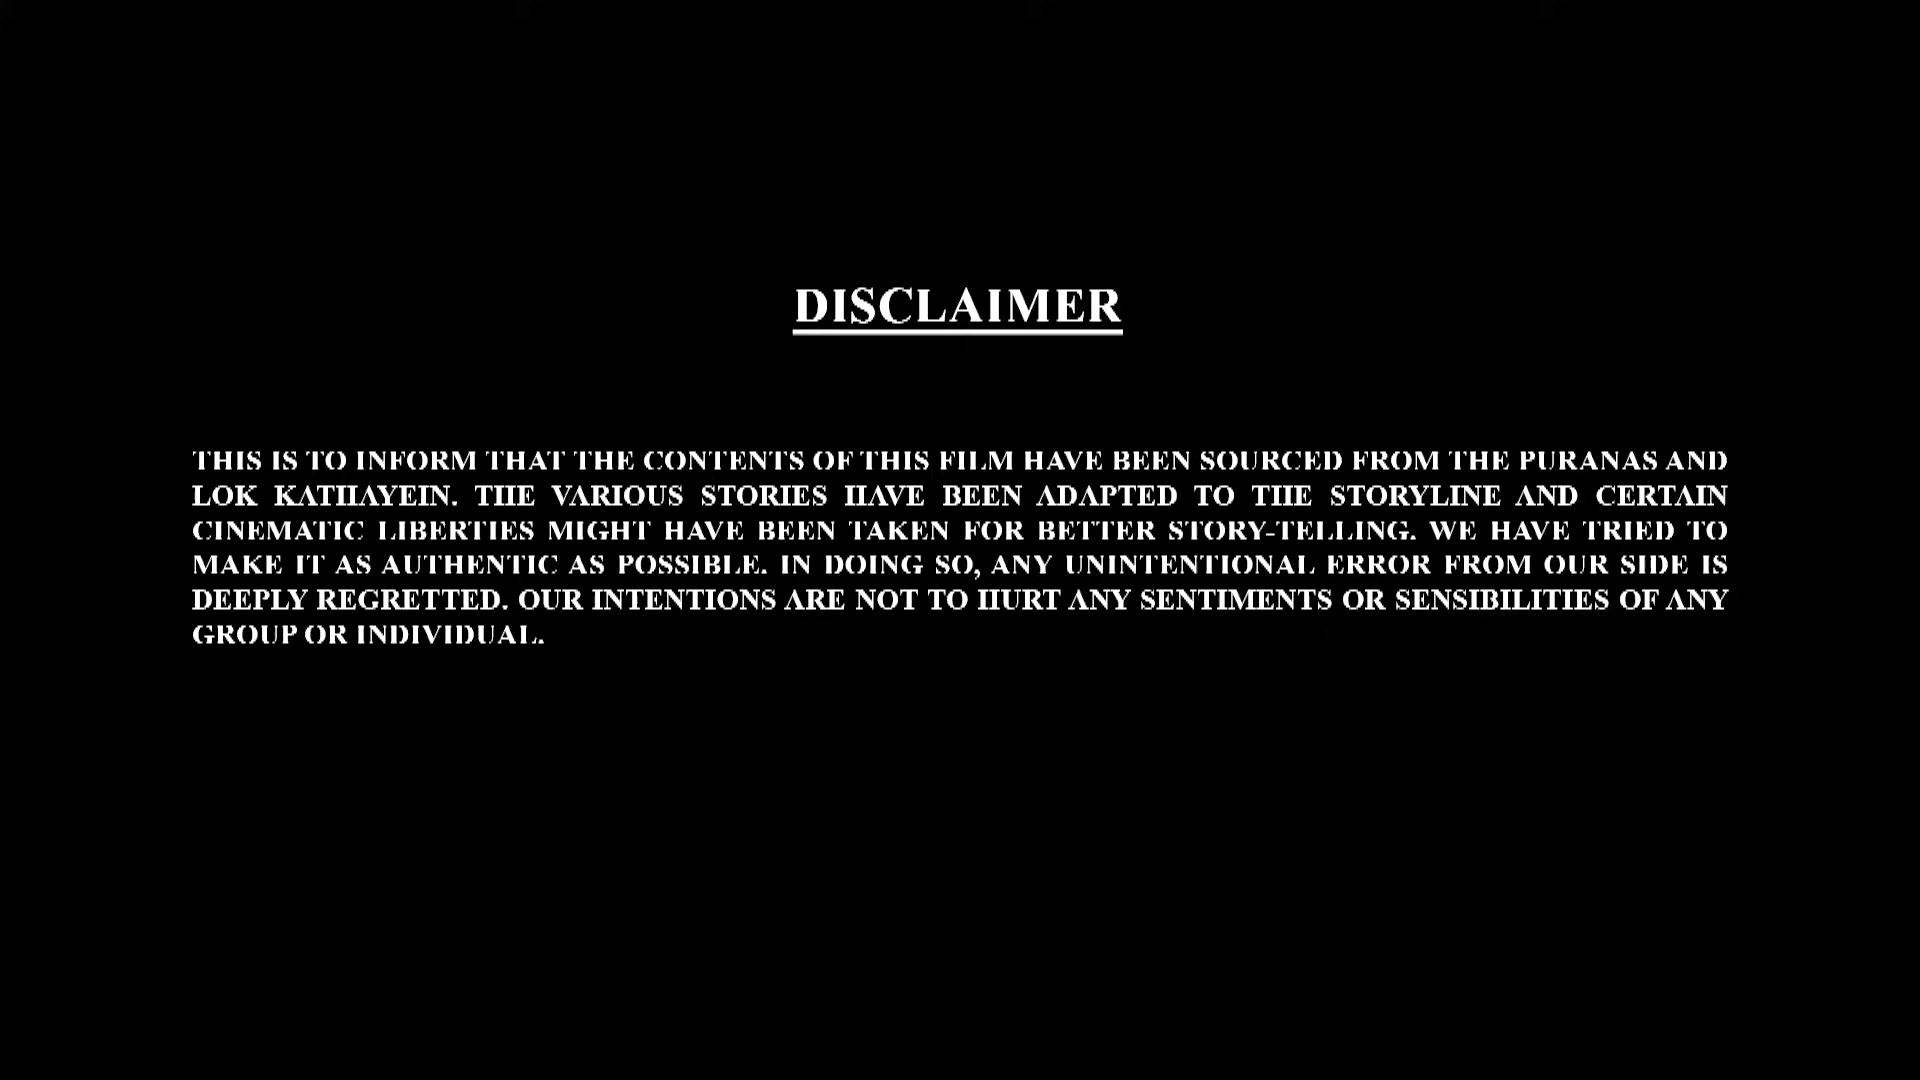 DISCLAIMER
THIS IS TO INFORM THAT THE CONTENTS OF THIS FILM HAVE BEEN SOURCED FROM THE PURANAS AND
LOK KATHAYEIN. THE VARIOUS STORIES HAVE BEEN ADAPTED TO THE STORYLINE AND CERTAIN
CINEMATIC LIBERTIES MIGHT HAVE BEEN TAKEN FOR BETTER STORY-TELLING. WE HAVE TRIED TO
MAKE IT AS AUTHENTIC AS POSSIBLE. IN DOING SO, ANY UNINTENTIONAL ERROR FROM OUR SIDE IS
DEEPLY REGRETTED. OUR INTENTIONS ARE NOT TO HURT ANY SENTIMENTS OR SENSIBILITIES OF ANY
GROUP OR INDIVIDUAL.